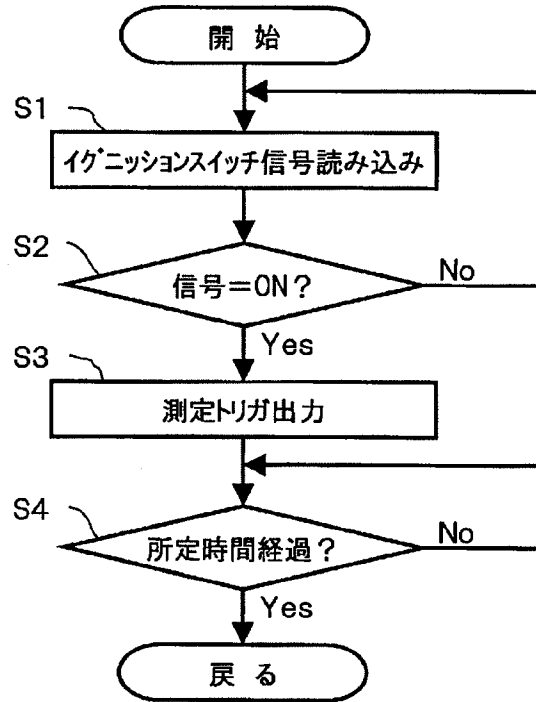 開始
S1
イグニッションスイッチ信号読み込み
S2
信号＝ON？
No
Yes
S3
測定トリガ出力
S4
所定時間経過？
No
Yes
戻る